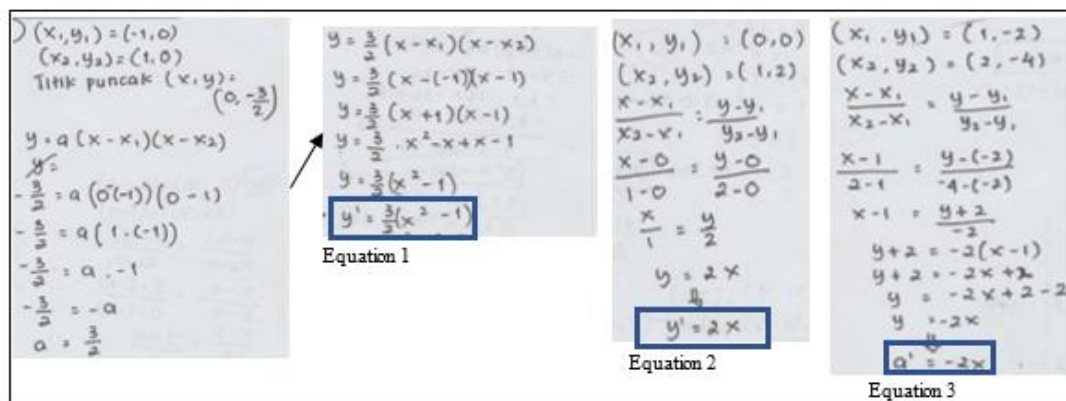 ) (x₁, y₁) = (-1,0)
(x₂, y₂) = (1,0)
Titik puncak (x,y) =
(0, -3/2)
y = a (x - x₁)(x - x₂)
y =
-3/2 = a (0-(-1))(0 - 1)
-3/2 = a (1·(-1))
-3/2 = a . -1
-3/2 = -a
a = 3/2
y = 3/2 (x - x₁)(x - x₂)
y = 3/2 (x - (-1))(x - 1)
y = 3/2 (x + 1)(x - 1)
y = 3/2 . x² - x + x - 1
y = 3/2 (x² - 1)
y' = 3/2 (x² - 1)
Equation 1
(x₁, y₁) : (0,0)
(x₂, y₂) = (1,2)
x - x₁ / x₂ - x₁ = y - y₁ / y₂ - y₁
x - 0 / 1 - 0 = y - 0 / 2 - 0
x / 1 = y / 2
y = 2x
y' = 2x
Equation 2
(x₁, y₁) = (1, -2)
(x₂, y₂) = (2, -4)
x - x₁ / x₂ - x₁ = y - y₁ / y₂ - y₁
x - 1 / 2 - 1 = y - (-2) / -4 - (-2)
x - 1 = y + 2 / -2
y + 2 = -2 (x - 1)
y + 2 = -2x + 2
y = -2x + 2 - 2
y = -2x
a' = -2x
Equation 3